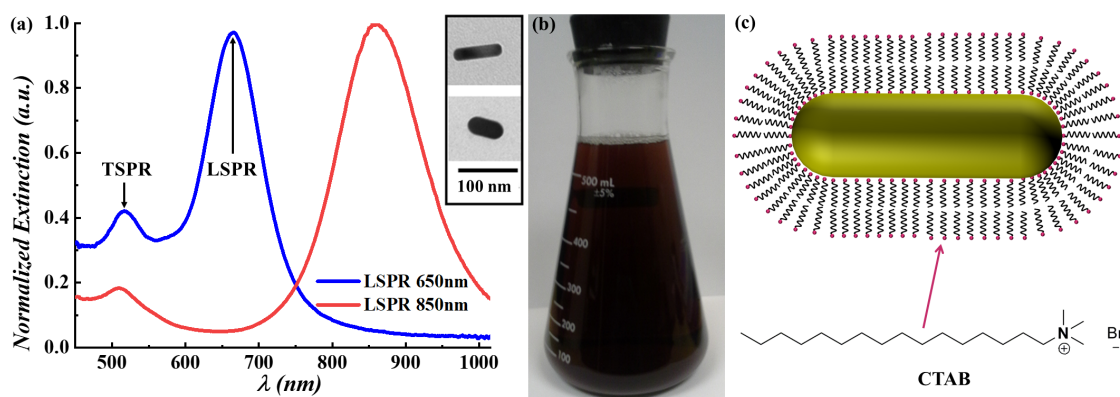 (a)
Normalized Extinction (a.u.)
1.0
0.8
0.6
0.4
0.2
0.0
500
600
700
800
900
1000
λ (nm)
TSPR
LSPR
LSPR 650nm
LSPR 850nm
100 nm
(b)
500 mL
±5%
400
300
200
100
(c)
N
⊕
Br
−
CTAB